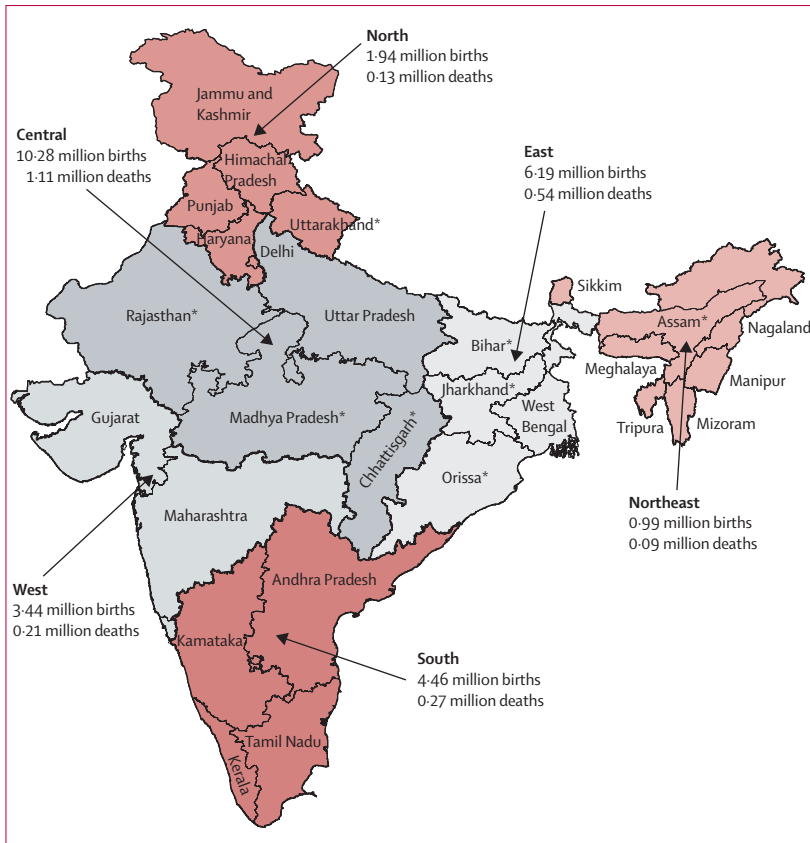 North
1·94 million births
0·13 million deaths
Jammu and
Kashmir
Central
10·28 million births
1·11 million deaths
Himachal
Pradesh
East
6·19 million births
0·54 million deaths
Punjab
Uttarakhand*
Haryana
Delhi
Sikkim
Rajasthan*
Uttar Pradesh
Assam*
Nagaland
Bihar*
Meghalaya
Jharkhand*
Manipur
Gujarat
Madhya Pradesh*
West
Bengal
Tripura
Mizoram
Chhattisgarh*
Orissa*
Maharashtra
Northeast
0·99 million births
0·09 million deaths
Andhra Pradesh
West
3·44 million births
0·21 million deaths
Kamataka
South
4·46 million births
0·27 million deaths
Tamil Nadu
Kerala